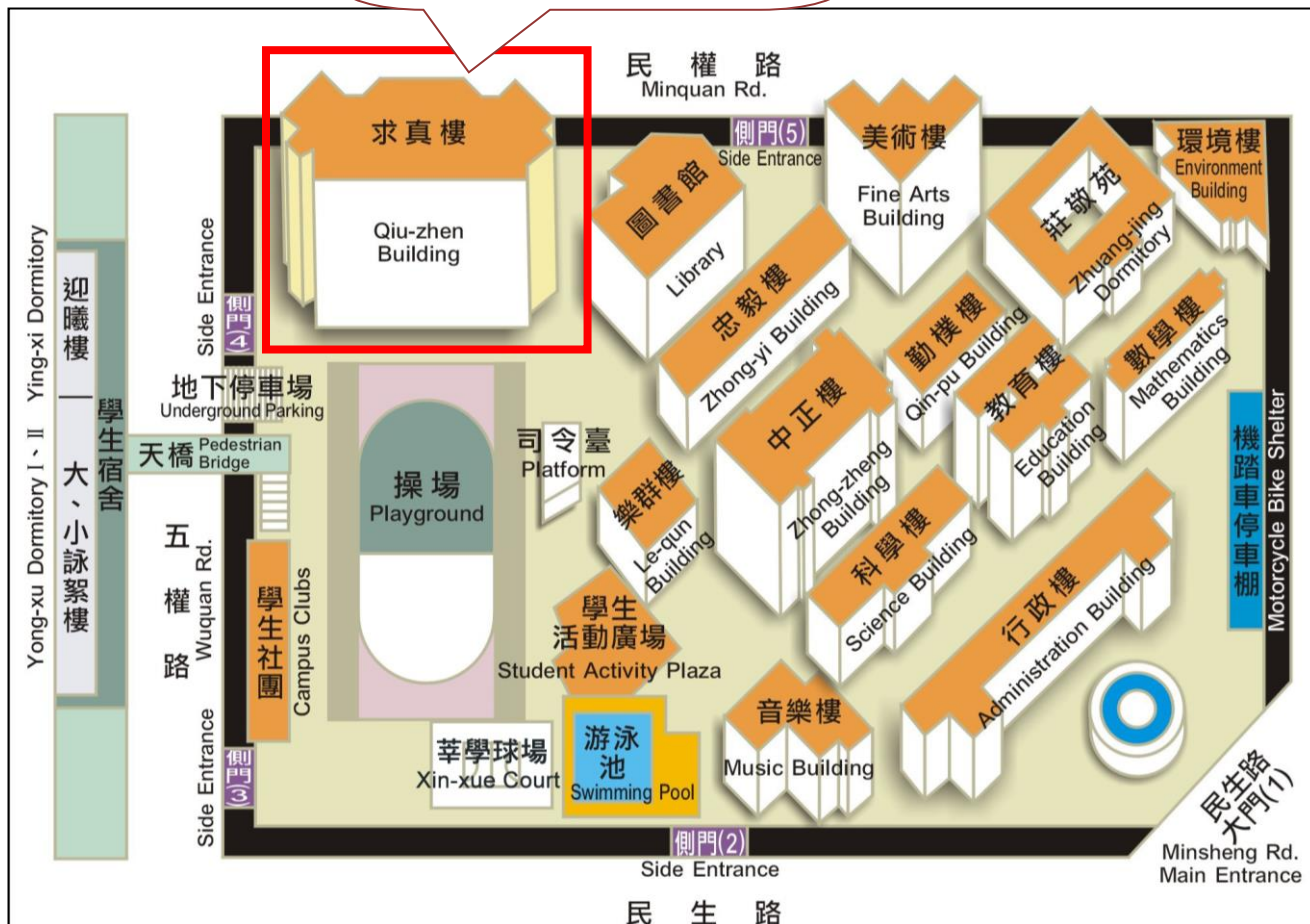 民 權 路
Minquan Rd.
求真樓
Qiu-zhen
Building
側門(5)
Side Entrance
圖書館
Library
美術樓
Fine Arts
Building
莊敬苑
Zhuang-jing
Dormitory
環境樓
Environment
Building
忠毅樓
Zhong-yi Building
勤樸樓
Qin-pu Building
數學樓
Mathematics
Building
教育樓
Education
Building
中正樓
Zhong-zheng
Building
Side Entrance
側門(4)
地下停車場
Underground Parking
天橋
Pedestrian
Bridge
Ying-xi Dormitory
Yong-xu Dormitory I、II
迎曦樓
大、小詠絮樓
學生宿舍
五權路
Wuquan Rd.
操場
Playground
司令臺
Platform
樂群樓
Le-qun
Building
科學樓
Science Building
行政樓
Administration Building
機踏車停車棚
Motorcycle Bike Shelter
學生社團
Campus Clubs
學生
活動廣場
Student Activity Plaza
Side Entrance
側門(3)
莘學球場
Xin-xue Court
游泳
池
Swimming Pool
音樂樓
Music Building
側門(2)
Side Entrance
民生路
大門(1)
Minsheng Rd.
Main Entrance
民 生 路